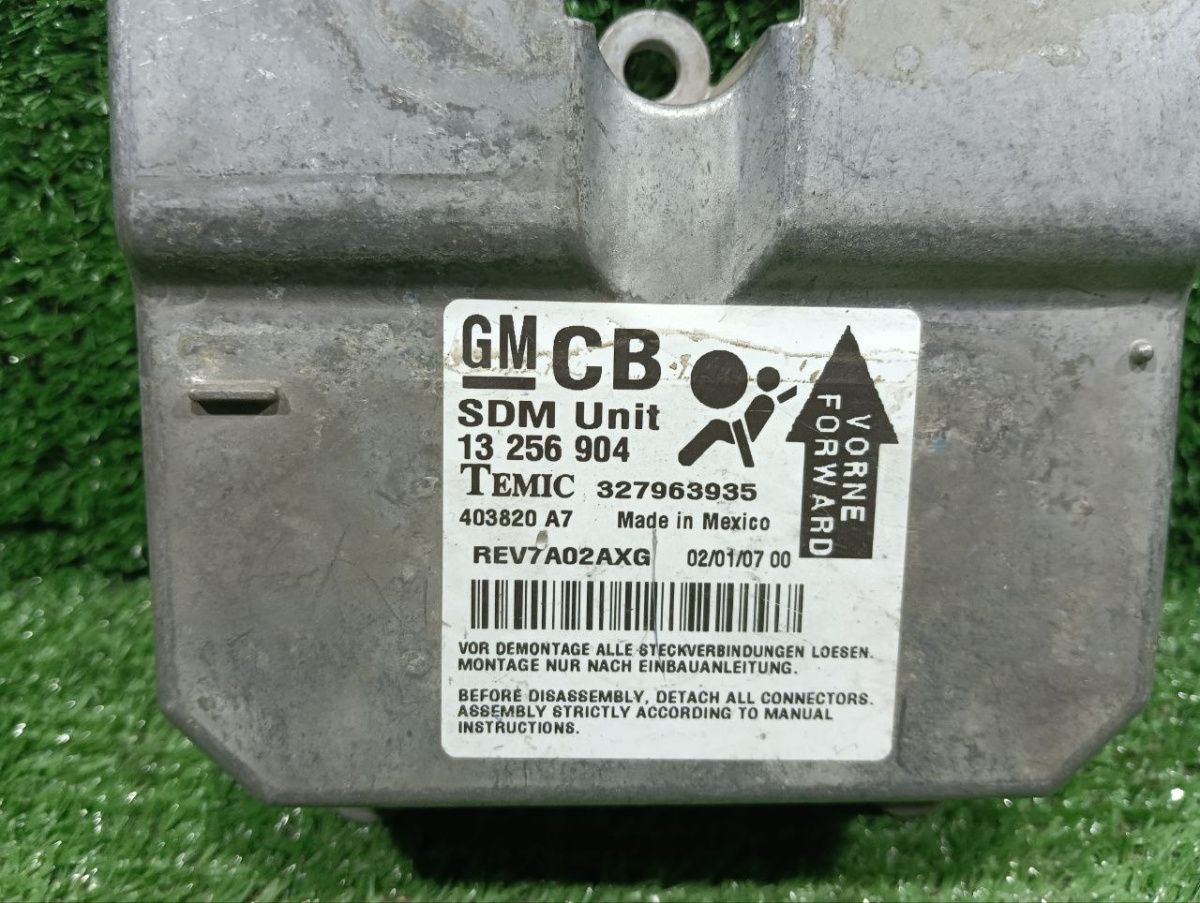 GM CB
SDM Unit
13 256 904
TEMIC 327963935
403820 A7 Made in Mexico
REV7A02AXG 02/01/07 00
VORNE
FORWARD
VOR DEMONTAGE ALLE STECKVERBINDUNGEN LOESEN.
MONTAGE NUR NACH EINBAUANLEITUNG.
BEFORE DISASSEMBLY, DETACH ALL CONNECTORS.
ASSEMBLY STRICTLY ACCORDING TO MANUAL
INSTRUCTIONS.